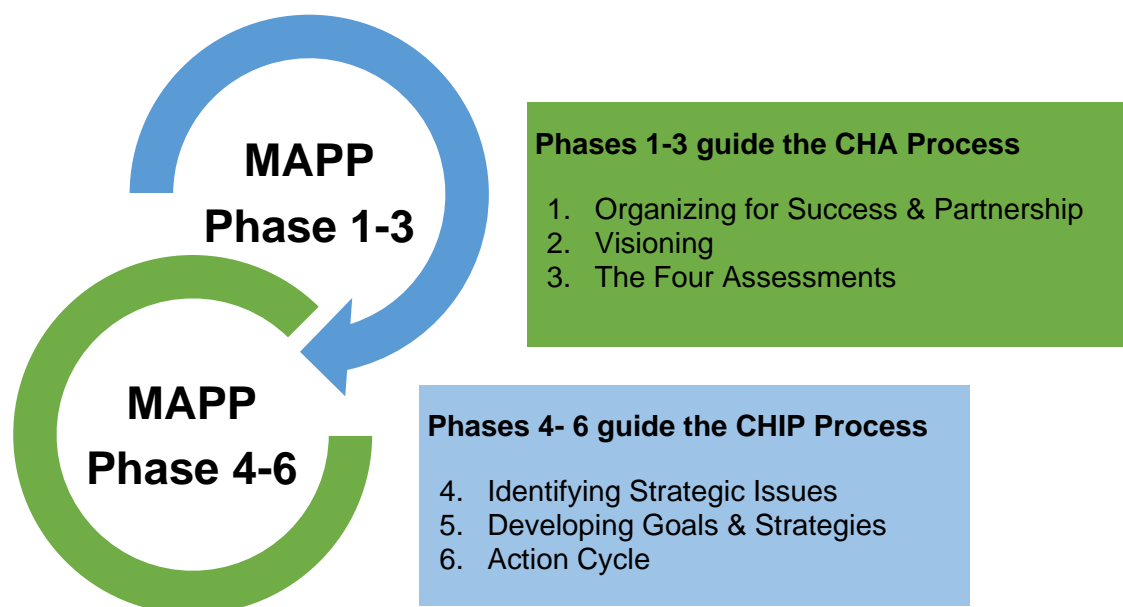 MAPP
Phase 1-3
Phases 1-3 guide the CHA Process
1. Organizing for Success & Partnership
2. Visioning
3. The Four Assessments
MAPP
Phase 4-6
Phases 4- 6 guide the CHIP Process
4. Identifying Strategic Issues
5. Developing Goals & Strategies
6. Action Cycle